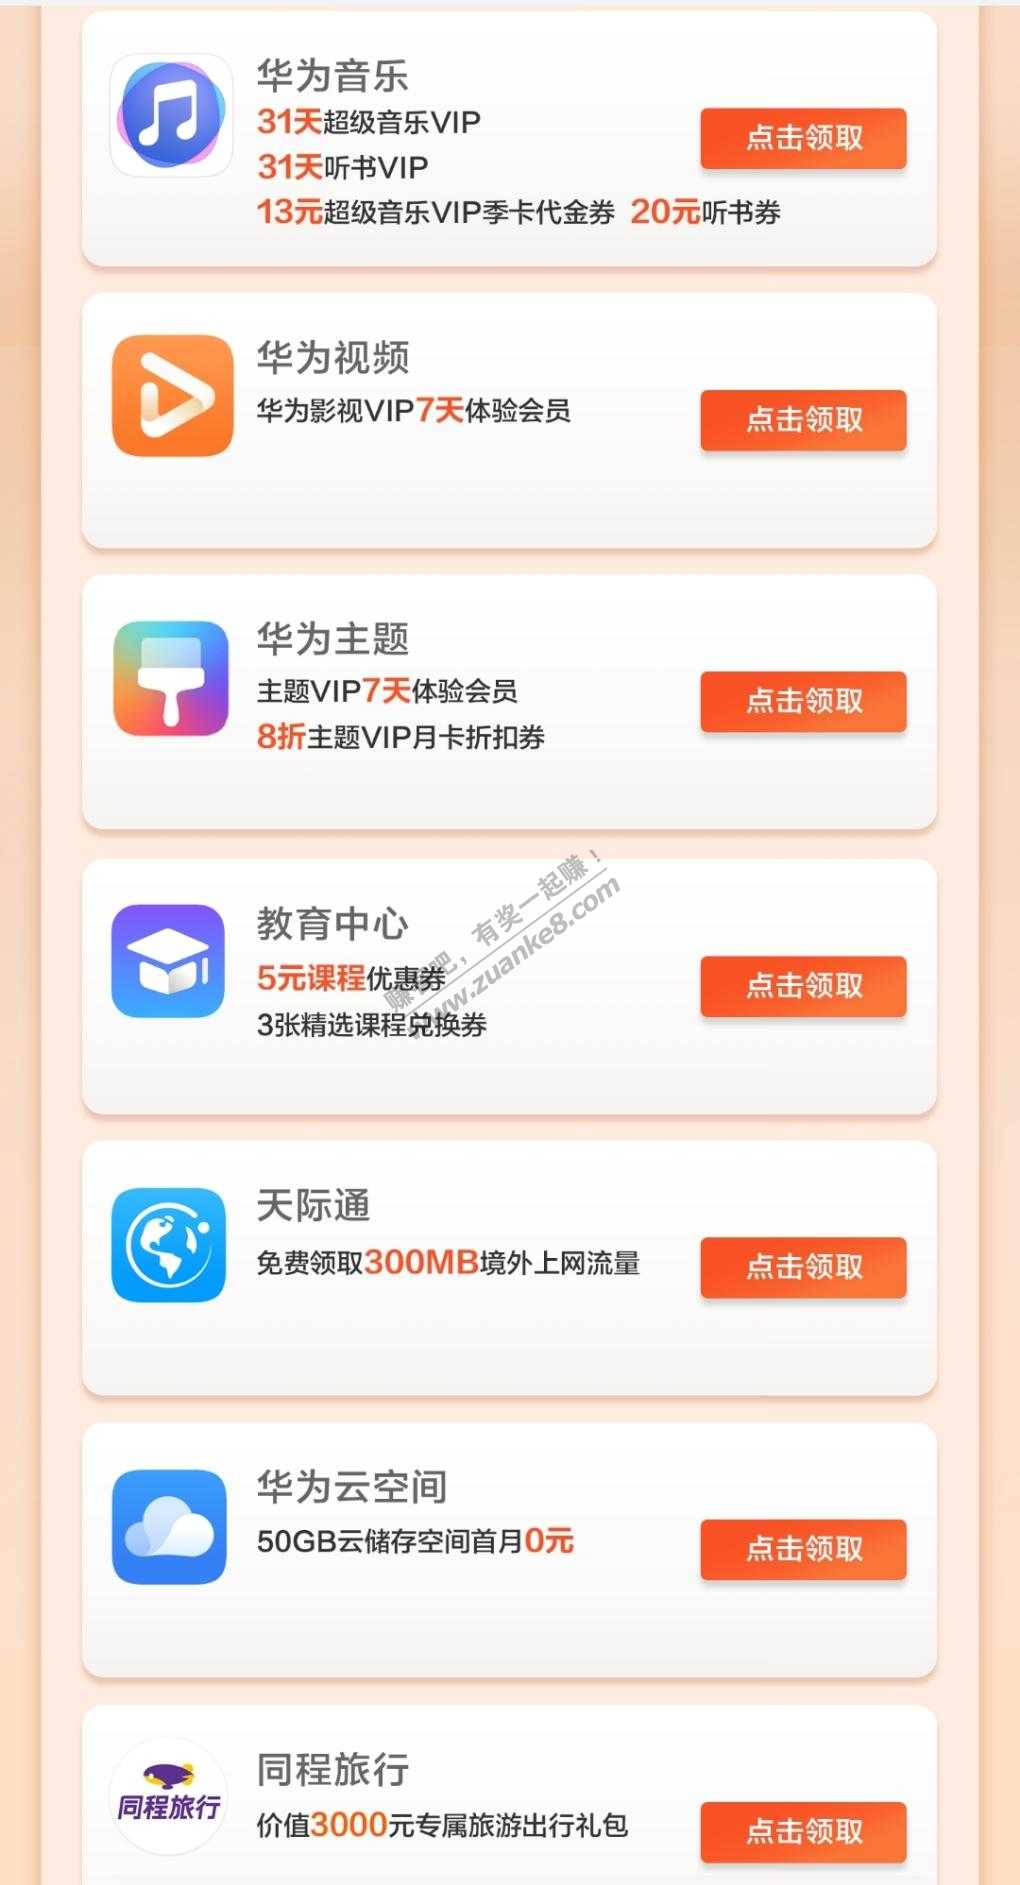 华为音乐
31天超级音乐VIP
31天听书VIP
13元超级音乐VIP季卡代金券 20元听书券
点击领取
华为视频
华为影视VIP7天体验会员
点击领取
华为主题
主题VIP7天体验会员
8折主题VIP月卡折扣券
点击领取
教育中心
5元课程优惠券
3张精选课程兑换券
点击领取
赚客吧，有奖一起赚！
www.zuanke8.com
天际通
免费领取300MB境外上网流量
点击领取
华为云空间
50GB云储存空间首月0元
点击领取
同程旅行
同程旅行
价值3000元专属旅游出行礼包
点击领取